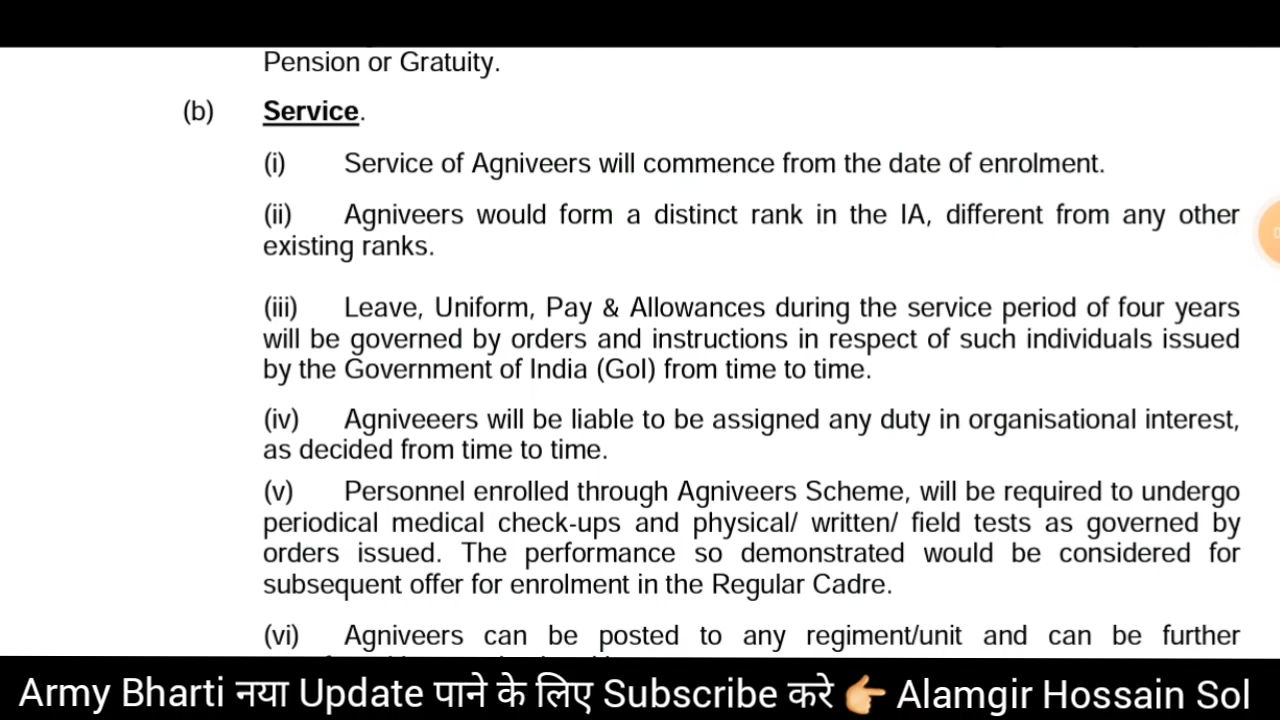 Pension or Gratuity.
(b) Service.
(i) Service of Agniveers will commence from the date of enrolment.
(ii) Agniveers would form a distinct rank in the IA, different from any other
existing ranks.
(iii) Leave, Uniform, Pay & Allowances during the service period of four years
will be governed by orders and instructions in respect of such individuals issued
by the Government of India (GoI) from time to time.
(iv) Agniveeers will be liable to be assigned any duty in organisational interest,
as decided from time to time.
(v) Personnel enrolled through Agniveers Scheme, will be required to undergo
periodical medical check-ups and physical/ written/ field tests as governed by
orders issued. The performance so demonstrated would be considered for
subsequent offer for enrolment in the Regular Cadre.
(vi) Agniveers can be posted to any regiment/unit and can be further
Army Bharti नया Update पाने के लिए Subscribe करे 👉 Alamgir Hossain Sol